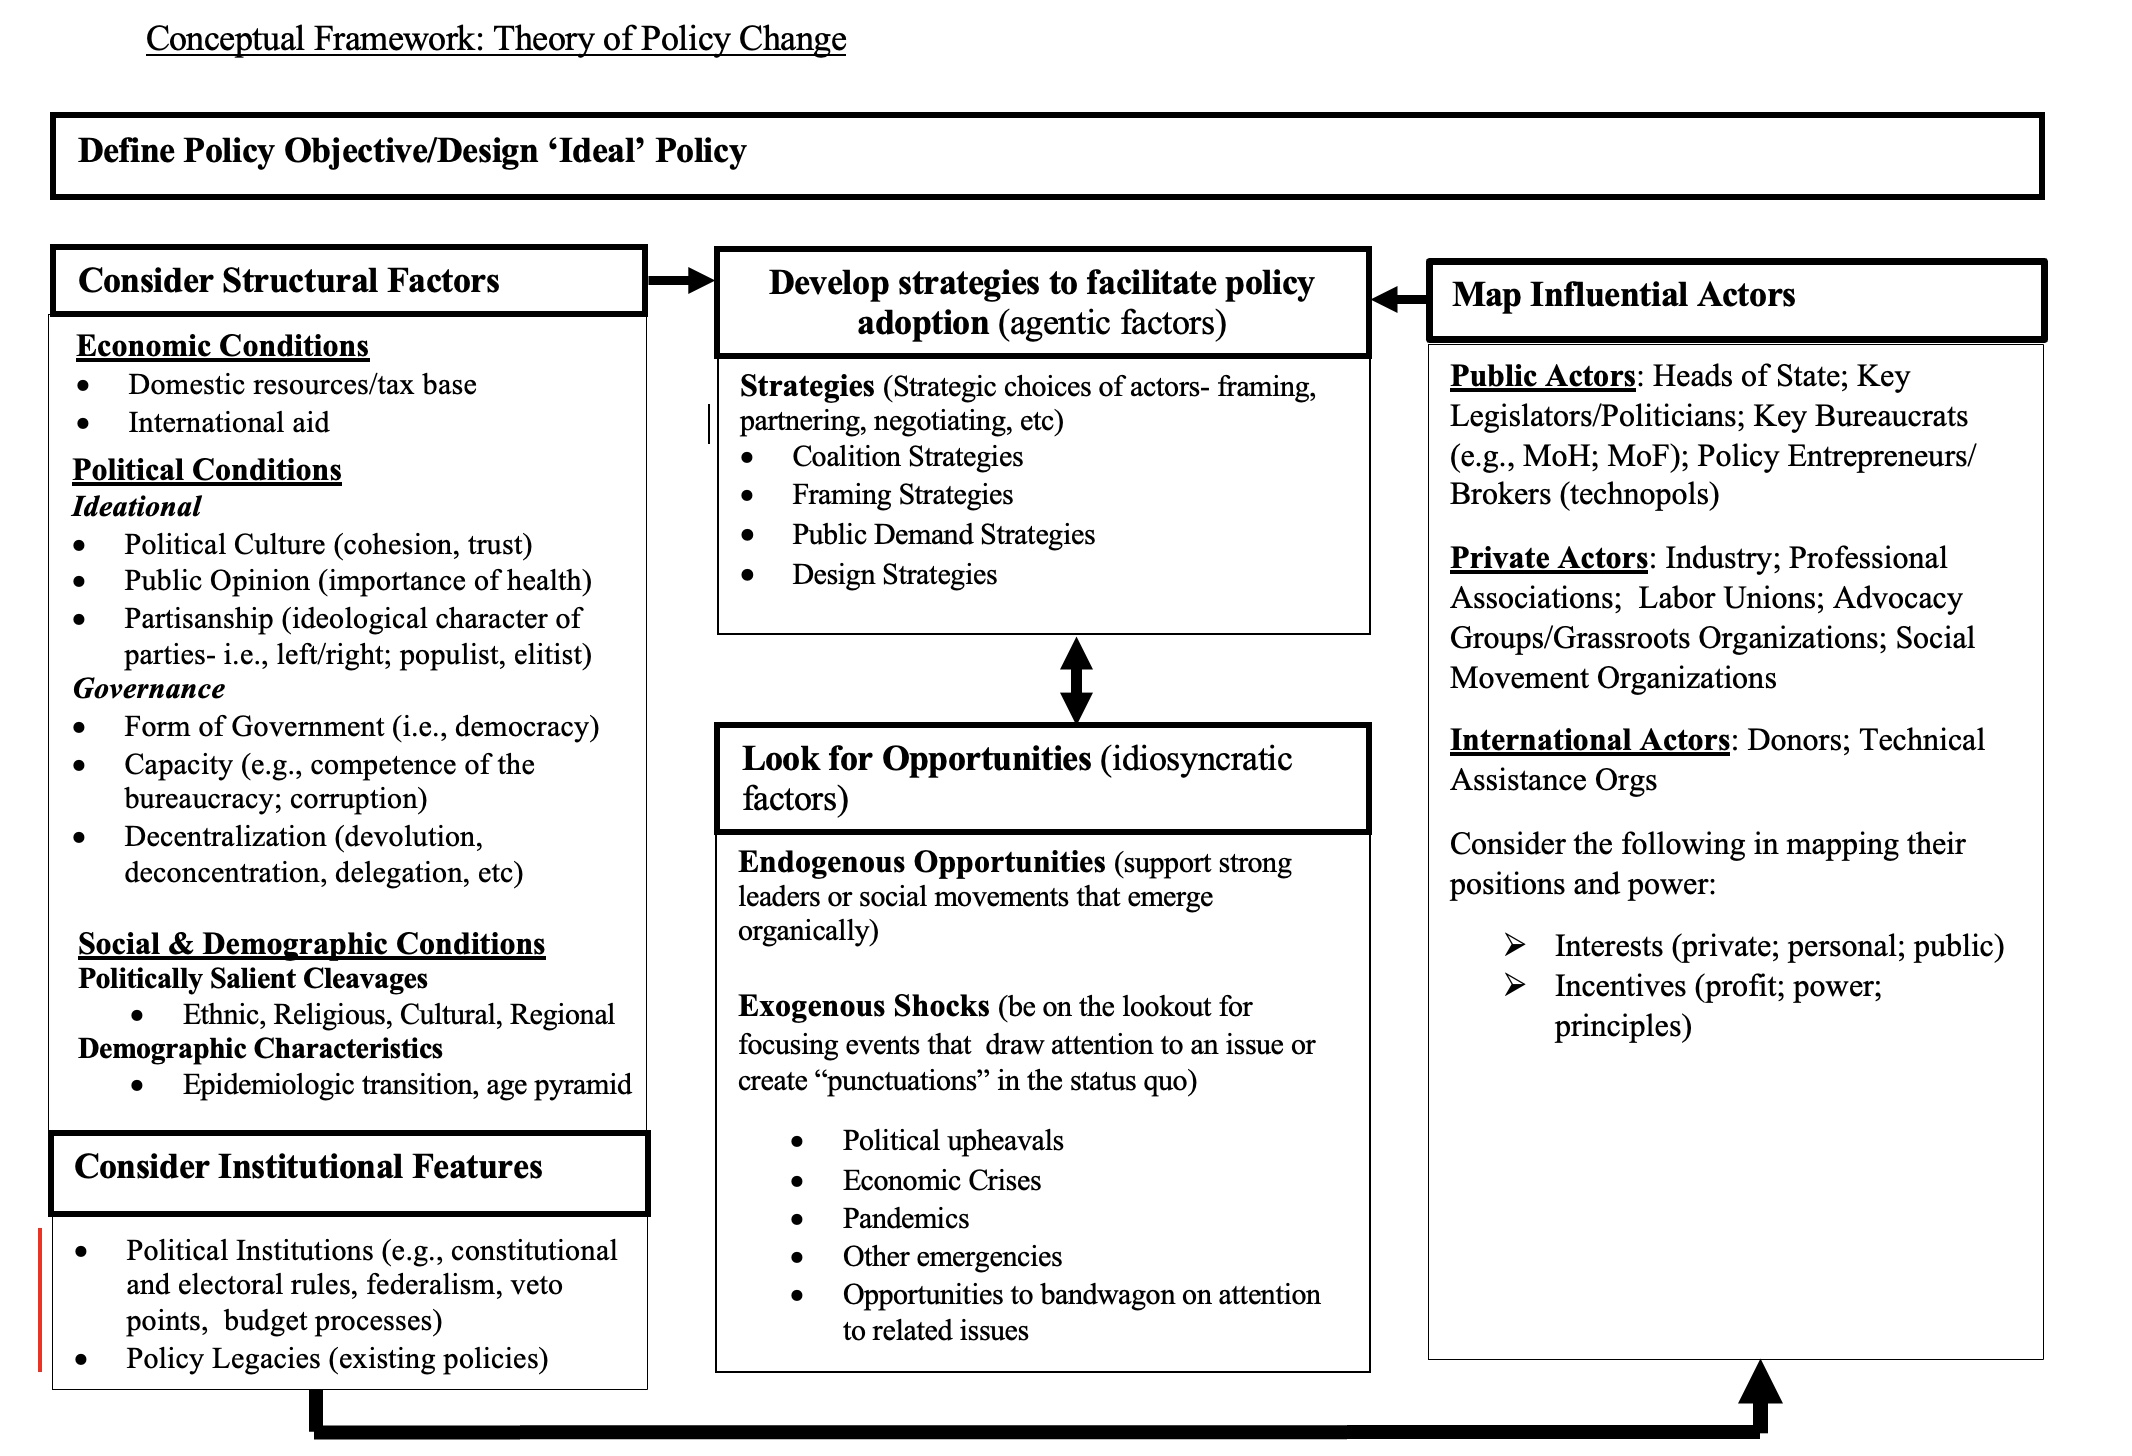 Conceptual Framework: Theory of Policy Change
Define Policy Objective/Design ‘Ideal’ Policy
Consider Structural Factors
Economic Conditions
• Domestic resources/tax base
• International aid
Political Conditions
Ideational
• Political Culture (cohesion, trust)
• Public Opinion (importance of health)
• Partisanship (ideological character of
parties- i.e., left/right; populist, elitist)
Governance
• Form of Government (i.e., democracy)
• Capacity (e.g., competence of the
bureaucracy; corruption)
• Decentralization (devolution,
deconcentration, delegation, etc)
Social & Demographic Conditions
Politically Salient Cleavages
• Ethnic, Religious, Cultural, Regional
Demographic Characteristics
• Epidemiologic transition, age pyramid
Consider Institutional Features
• Political Institutions (e.g., constitutional
and electoral rules, federalism, veto
points,  budget processes)
• Policy Legacies (existing policies)
Develop strategies to facilitate policy
adoption (agentic factors)
Strategies (Strategic choices of actors- framing,
partnering, negotiating, etc)
• Coalition Strategies
• Framing Strategies
• Public Demand Strategies
• Design Strategies
Look for Opportunities (idiosyncratic
factors)
Endogenous Opportunities (support strong
leaders or social movements that emerge
organically)
Exogenous Shocks (be on the lookout for
focusing events that  draw attention to an issue or
create “punctuations” in the status quo)
• Political upheavals
• Economic Crises
• Pandemics
• Other emergencies
• Opportunities to bandwagon on attention
to related issues
Map Influential Actors
Public Actors: Heads of State; Key
Legislators/Politicians; Key Bureaucrats
(e.g., MoH; MoF); Policy Entrepreneurs/
Brokers (technopols)
Private Actors: Industry; Professional
Associations;  Labor Unions; Advocacy
Groups/Grassroots Organizations; Social
Movement Organizations
International Actors: Donors; Technical
Assistance Orgs
Consider the following in mapping their
positions and power:
➢ Interests (private; personal; public)
➢ Incentives (profit; power;
principles)